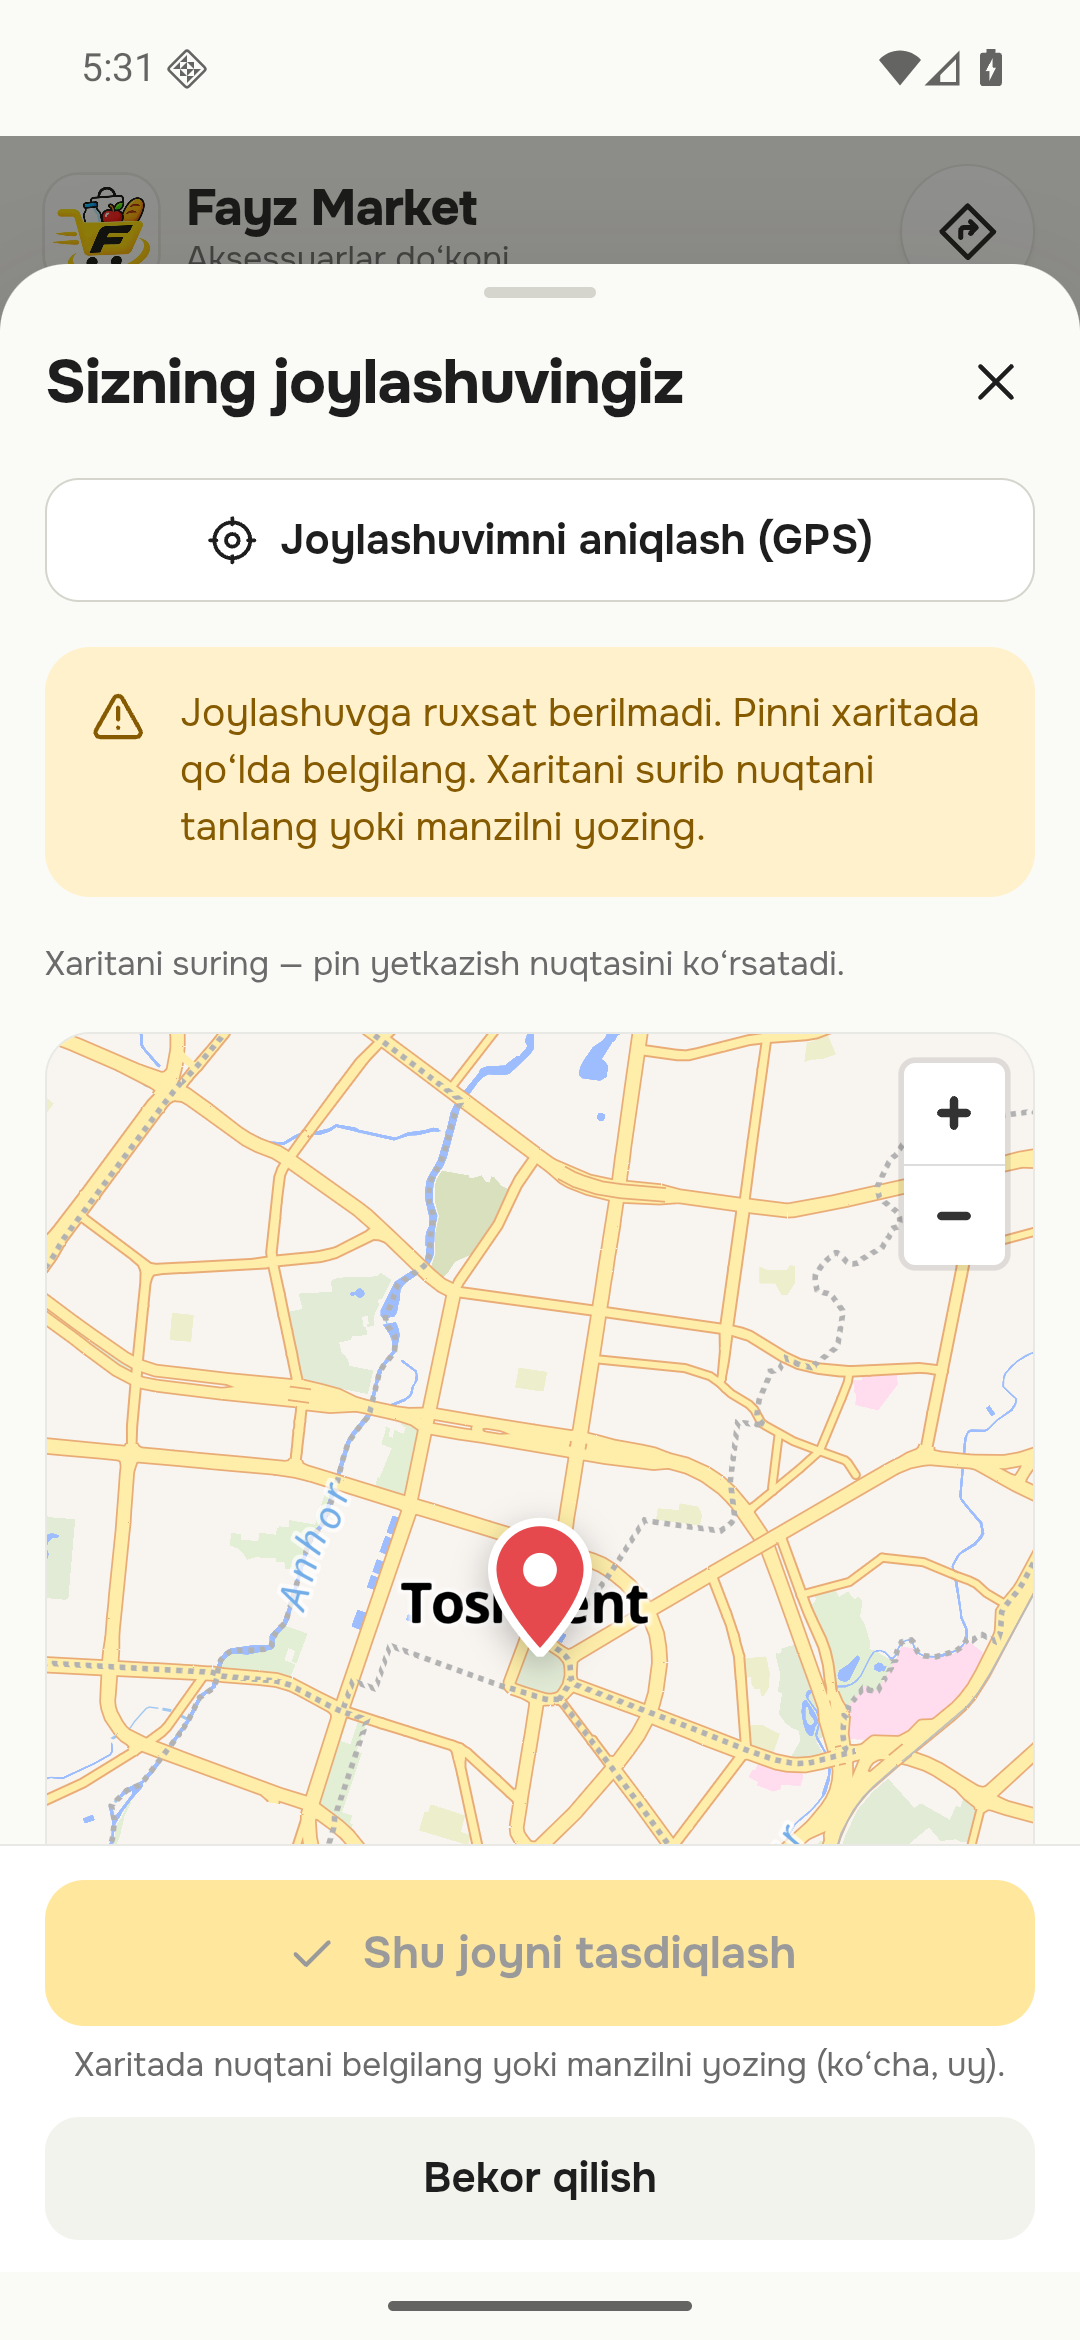 5:31
Fayz Market
Aksessuarlar do‘koni
Sizning joylashuvingiz
Joylashuvimni aniqlash (GPS)
Joylashuvga ruxsat berilmadi. Pinni xaritada
qo‘lda belgilang. Xaritani surib nuqtani
tanlang yoki manzilni yozing.
Xaritani suring — pin yetkazish nuqtasini ko‘rsatadi.
+
−
Anhor
Shu joyni tasdiqlash
Xaritada nuqtani belgilang yoki manzilni yozing (ko‘cha, uy).
Bekor qilish